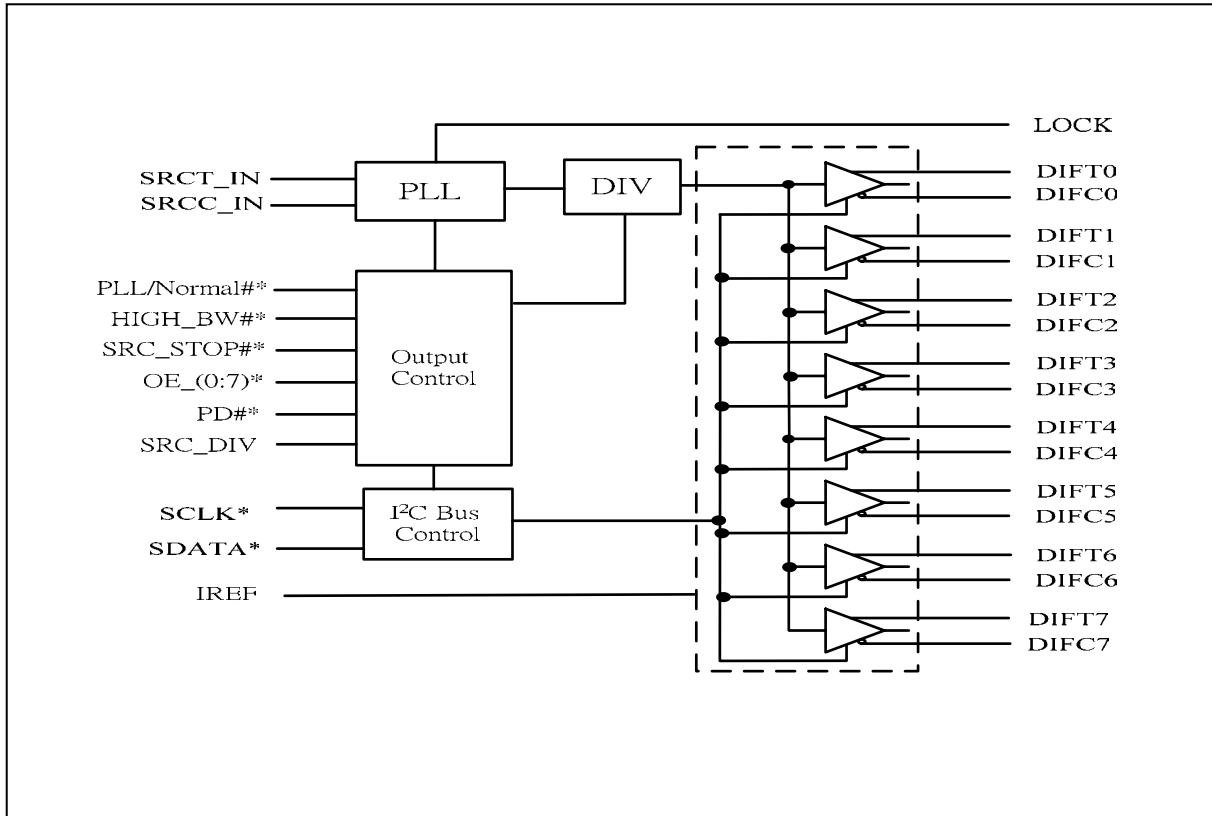 LOCK
SRCT_IN
SRCC_IN
PLL
DIV
DIFT0
DIFC0
DIFT1
DIFC1
PLL/Normal#*
HIGH_BW#*
SRC_STOP#*
OE_(0:7)*
PD#*
SRC_DIV
Output
Control
DIFT2
DIFC2
DIFT3
DIFC3
DIFT4
DIFC4
SCLK*
SDATA*
I²C Bus
Control
DIFT5
DIFC5
IREF
DIFT6
DIFC6
DIFT7
DIFC7